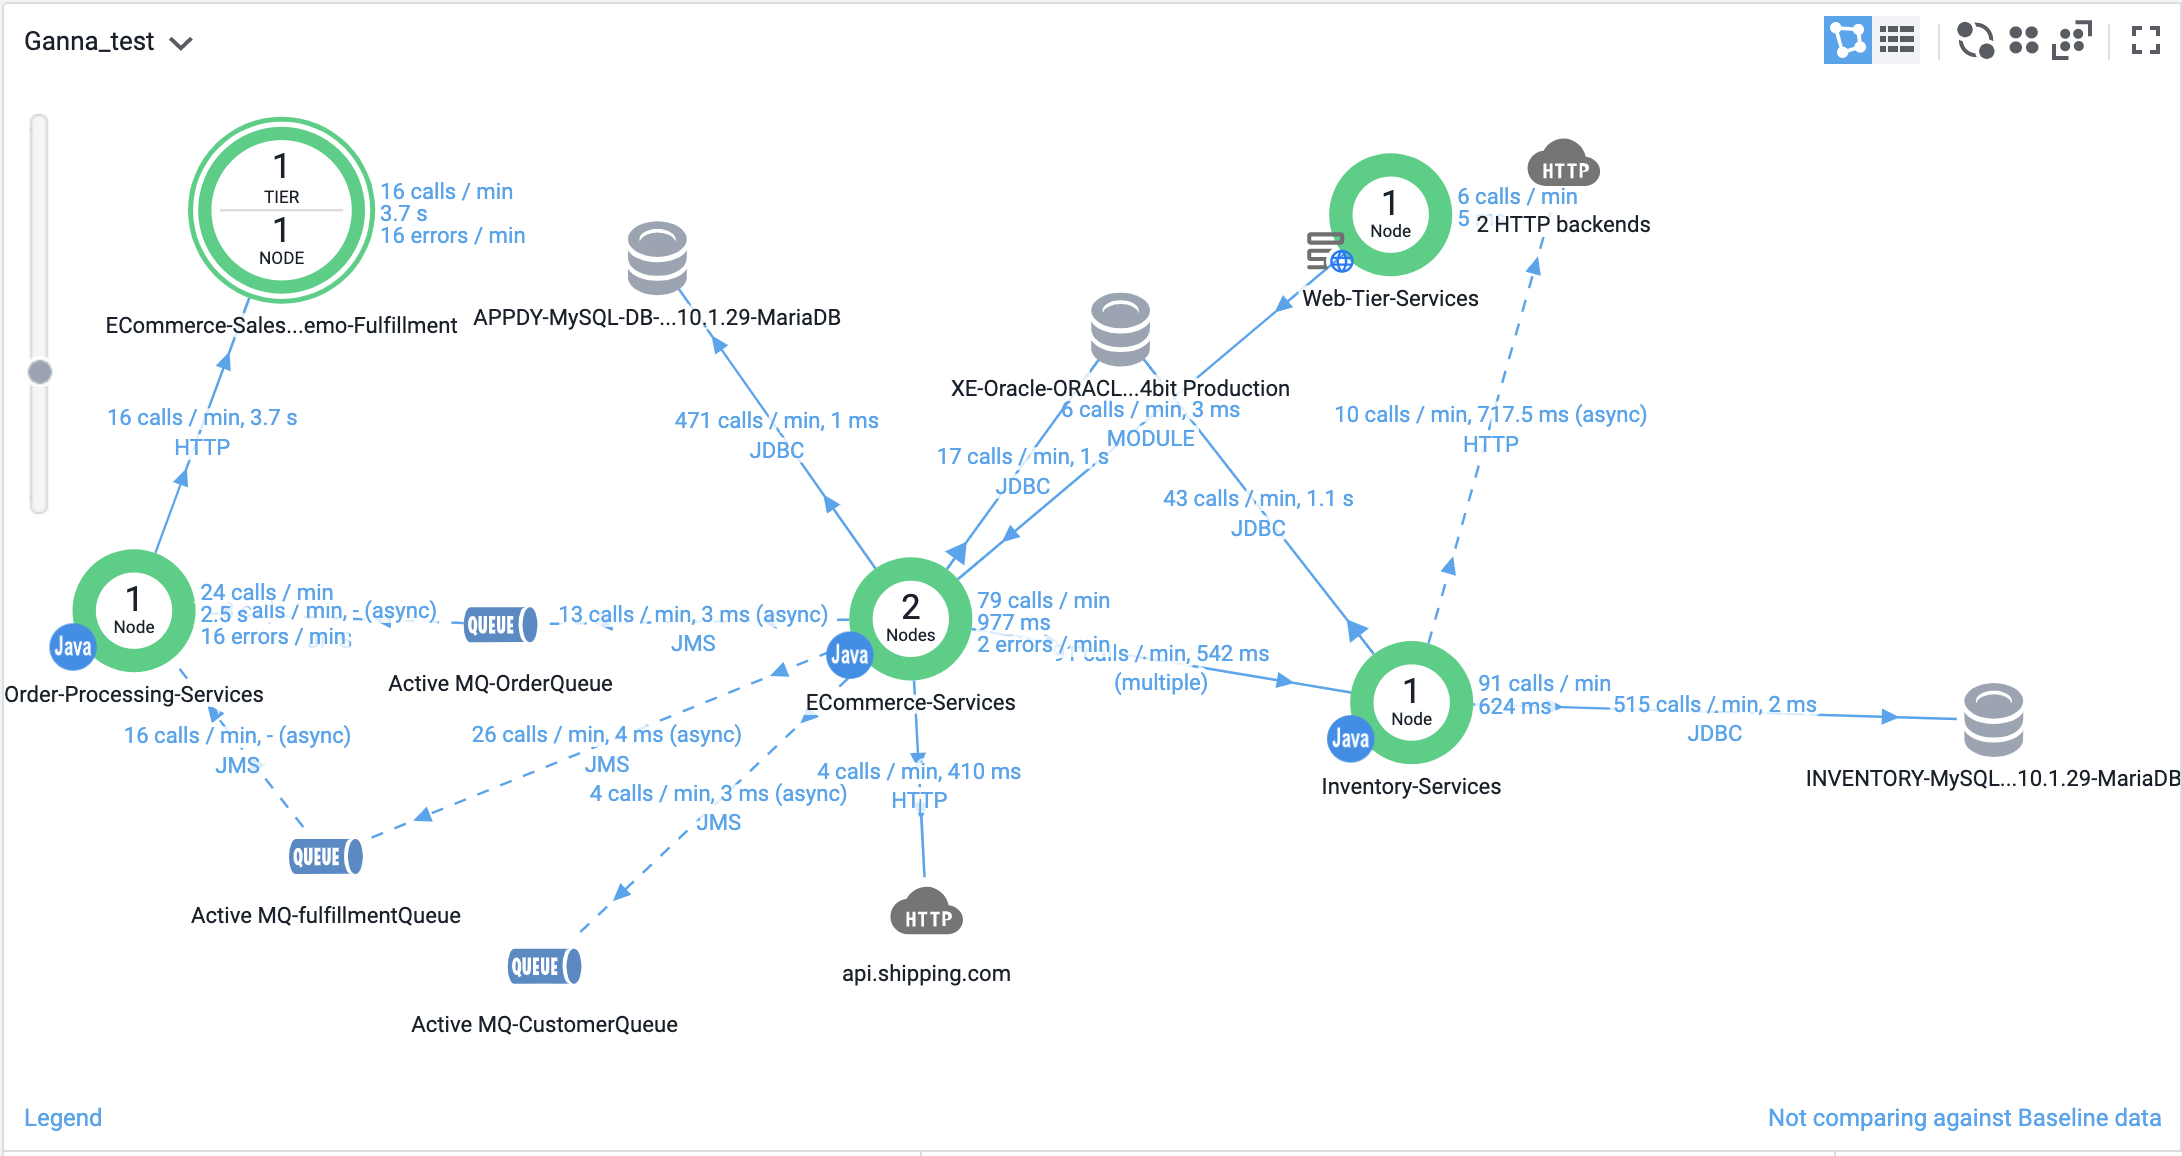 Ganna_test
1
TIER
1
NODE
16 calls / min
3.7 s
16 errors / min
ECommerce-Sales...emo-Fulfillment
APPDY-MySQL-DB-...10.1.29-MariaDB
1
Node
6 calls / min
5
HTTP
2 HTTP backends
Web-Tier-Services
XE-Oracle-ORACL...4bit Production
6 calls / min, 3 ms
MODULE
16 calls / min, 3.7 s
HTTP
471 calls / min, 1 ms
JDBC
17 calls / min, 1 s
JDBC
10 calls / min, 717.5 ms (async)
HTTP
43 calls / min, 1.1 s
JDBC
1
Node
Java
24 calls / min
2.5 s
16 errors / min
calls / min, - (async)
Order-Processing-Services
QUEUE
Active MQ-OrderQueue
13 calls / min, 3 ms (async)
JMS
2
Nodes
Java
79 calls / min
977 ms
2 errors / min
ECommerce-Services
91 calls / min, 542 ms
(multiple)
1
Node
Java
91 calls / min
624 ms
Inventory-Services
515 calls / min, 2 ms
JDBC
INVENTORY-MySQL...10.1.29-MariaDB
16 calls / min, - (async)
JMS
26 calls / min, 4 ms (async)
JMS
4 calls / min, 3 ms (async)
JMS
4 calls / min, 410 ms
HTTP
QUEUE
Active MQ-fulfillmentQueue
QUEUE
Active MQ-CustomerQueue
HTTP
api.shipping.com
Legend
Not comparing against Baseline data